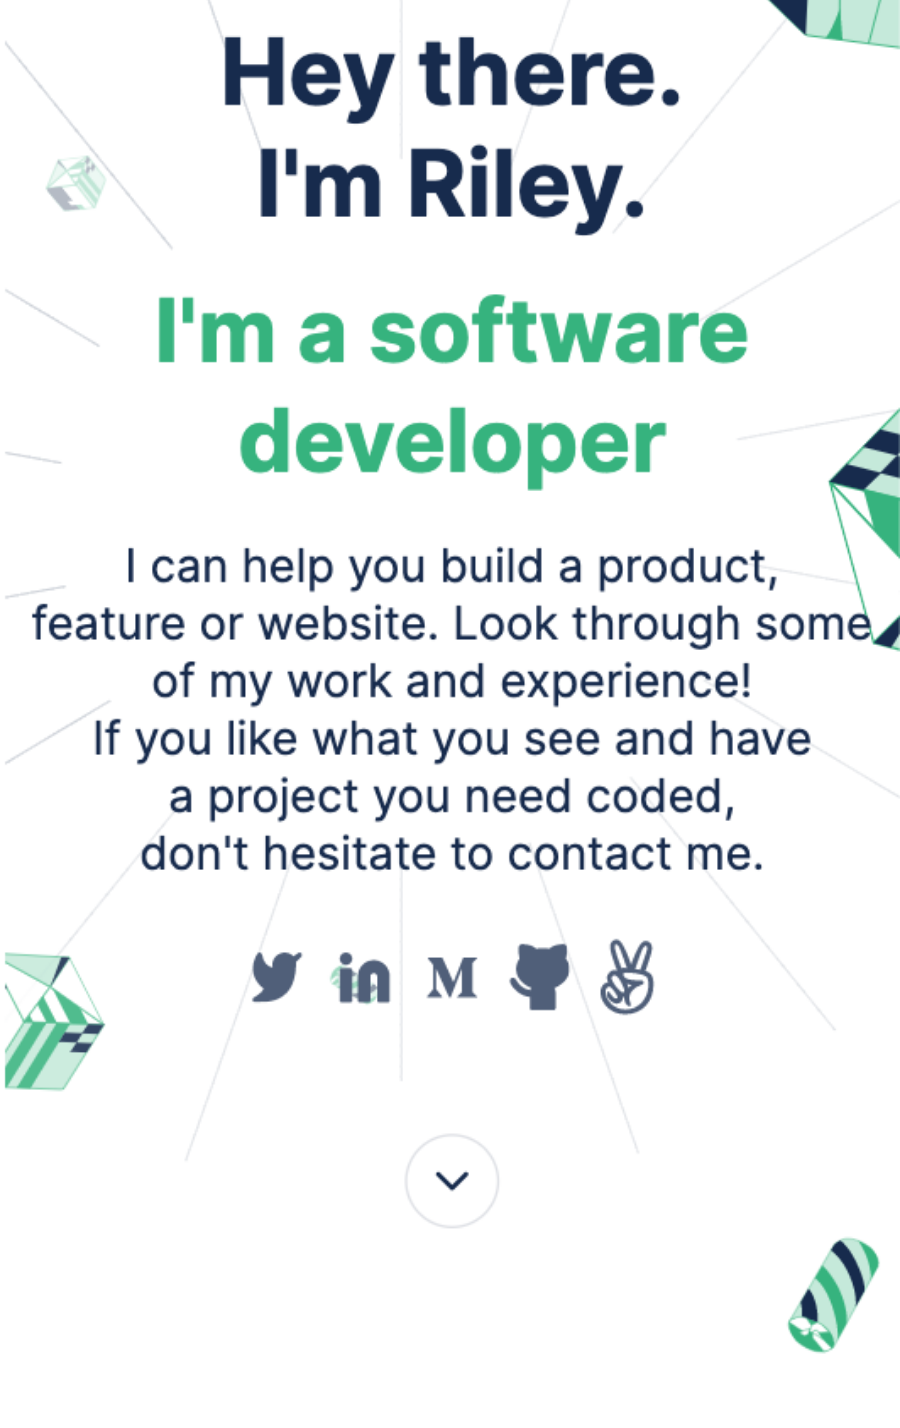 Hey there.
I'm Riley.
I'm a software
developer
I can help you build a product,
feature or website. Look through some
of my work and experience!
If you like what you see and have
a project you need coded,
don't hesitate to contact me.
in M